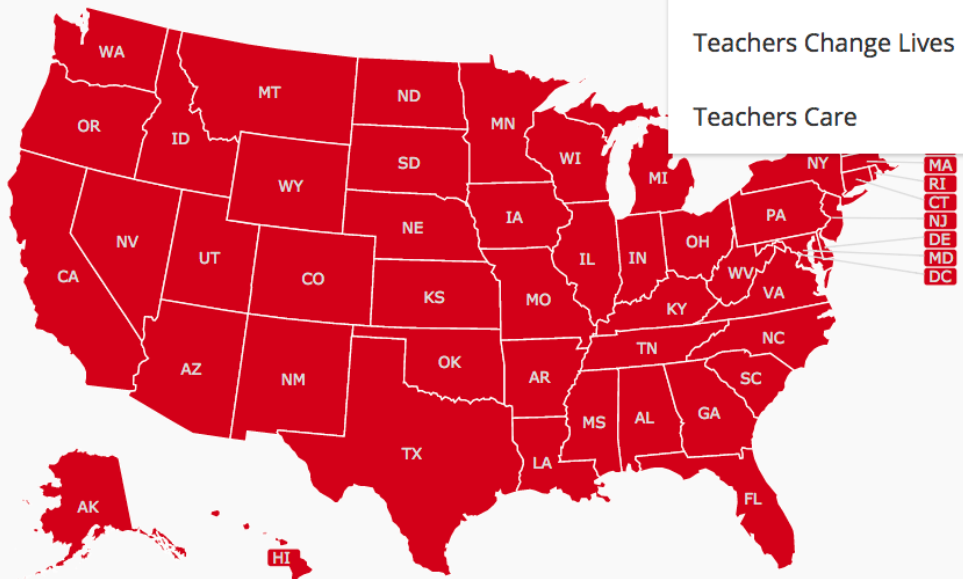 Teachers Change Lives
Teachers Care
WA
MT
ND
MN
OR
ID
SD
WI
MI
NY
MA
RI
CT
NJ
DE
MD
DC
WY
IA
NE
PA
NV
UT
CO
IL
IN
OH
WV
VA
CA
KS
MO
KY
NC
TN
AZ
NM
OK
AR
SC
MS
AL
GA
TX
LA
FL
AK
HI